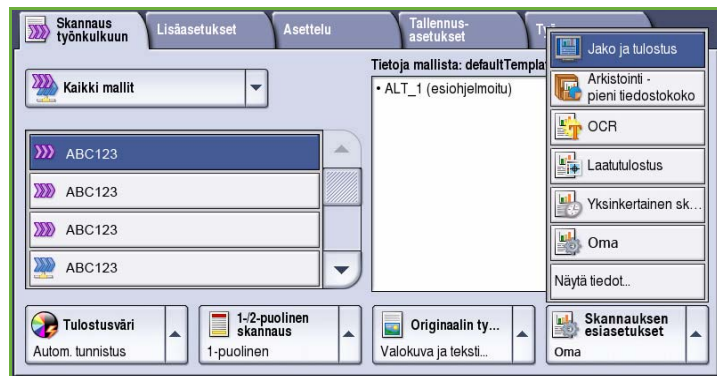 Skannaus
työnkulkuun
Lisäasetukset
Asettelu
Tallennus-
asetukset
Kaikki mallit
Tietoja mallista: defaultTempla
• ALT_1 (esiohjelmoitu)
ABC123
ABC123
ABC123
ABC123
Jako ja tulostus
Arkistointi -
pieni tiedostokoko
OCR
Laatutulostus
Yksinkertainen sk...
Oma
Näytä tiedot...
Tulostusväri
Autom. tunnistus
1-/2-puolinen
skannaus
1-puolinen
Originaalin ty...
Valokuva ja teksti...
Skannauksen
esiasetukset
Oma